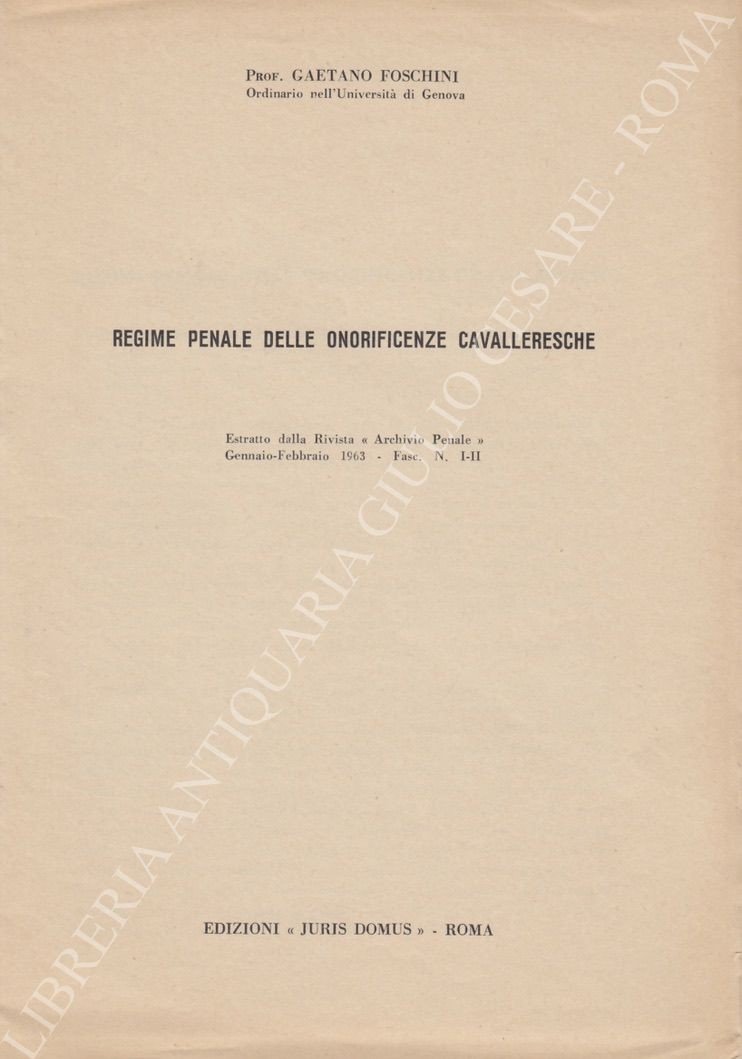 PROF. GAETANO FOSCHINI
Ordinario nell'Università di Genova
REGIME PENALE DELLE ONORIFICENZE CAVALLERESCHE
Estratto dalla Rivista « Archivio Penale »
Gennaio-Febbraio 1963 - Fasc. N. I-II
EDIZIONI « JURIS DOMUS » - ROMA
LIBRERIA ANTIQUARIA GIULIO CESARE - ROMA